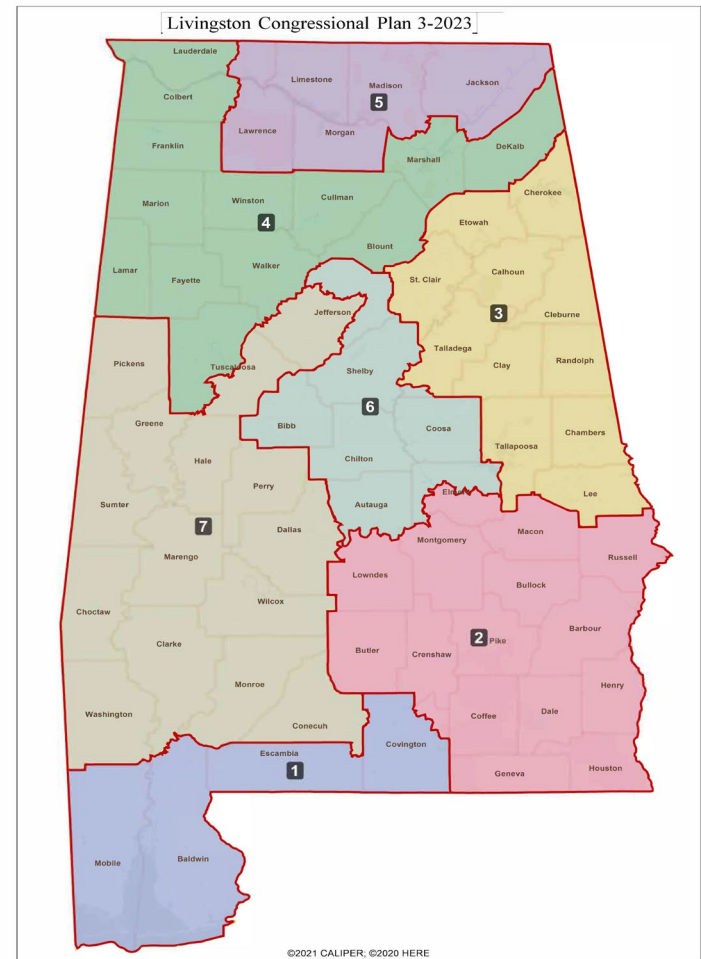 Livingston Congressional Plan 3-2023
Lauderdale
Limestone
Madison
Jackson
Colbert
5
Lawrence
Morgan
Franklin
DeKalb
Marshall
Cherokee
Marion
Winston
Cullman
4
Etowah
Blount
Lamar
Fayette
Walker
St. Clair
Calhoun
Jefferson
3
Cleburne
Talladega
Pickens
Tuscaloosa
Shelby
Clay
Randolph
6
Greene
Bibb
Coosa
Chambers
Tallapoosa
Hale
Chilton
Perry
Elmore
Lee
Sumter
Autauga
7
Dallas
Montgomery
Macon
Marengo
Russell
Lowndes
Bullock
Choctaw
Wilcox
Barbour
2
Pike
Clarke
Butler
Crenshaw
Monroe
Henry
Washington
Coffee
Dale
Conecuh
Escambia
Covington
1
Geneva
Houston
Mobile
Baldwin
©2021 CALIPER; ©2020 HERE